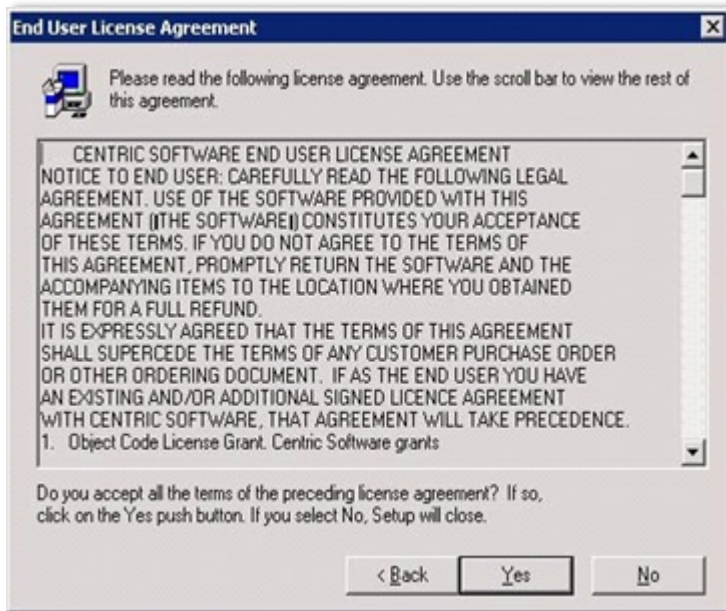 End User License Agreement
Please read the following license agreement. Use the scroll bar to view the rest of
this agreement.
CENTRIC SOFTWARE END USER LICENSE AGREEMENT
NOTICE TO END USER: CAREFULLY READ THE FOLLOWING LEGAL
AGREEMENT. USE OF THE SOFTWARE PROVIDED WITH THIS
AGREEMENT (|THE SOFTWARE|) CONSTITUTES YOUR ACCEPTANCE
OF THESE TERMS. IF YOU DO NOT AGREE TO THE TERMS OF
THIS AGREEMENT, PROMPTLY RETURN THE SOFTWARE AND THE
ACCOMPANYING ITEMS TO THE LOCATION WHERE YOU OBTAINED
THEM FOR A FULL REFUND.
IT IS EXPRESSLY AGREED THAT THE TERMS OF THIS AGREEMENT
SHALL SUPERCEDE THE TERMS OF ANY CUSTOMER PURCHASE ORDER
OR OTHER ORDERING DOCUMENT. IF AS THE END USER YOU HAVE
AN EXISTING AND/OR ADDITIONAL SIGNED LICENCE AGREEMENT
WITH CENTRIC SOFTWARE, THAT AGREEMENT WILL TAKE PRECEDENCE.
1. Object Code License Grant. Centric Software grants
Do you accept all the terms of the preceding license agreement? If so,
click on the Yes push button. If you select No, Setup will close.
< Back Yes No